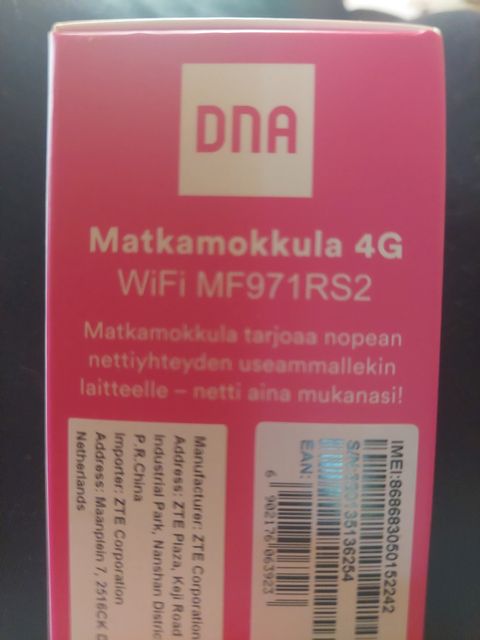 DNA
Matkamokkula 4G
WiFi MF971RS2
Matkamokkula tarjoaa nopean
nettiyhteyden useammallekin
laitteelle – netti aina mukanasi!
Manufacturer: ZTE Corporation
Address: ZTE Plaza, Keji Road
Industrial Park, Nanshan Distric
P.R.China
Importer: ZTE Corporation
Address: Maanplein 7, 2516CK
Netherlands
IMEI:868683050152242
S/N:
35136254
EAN:
6 902176 063923